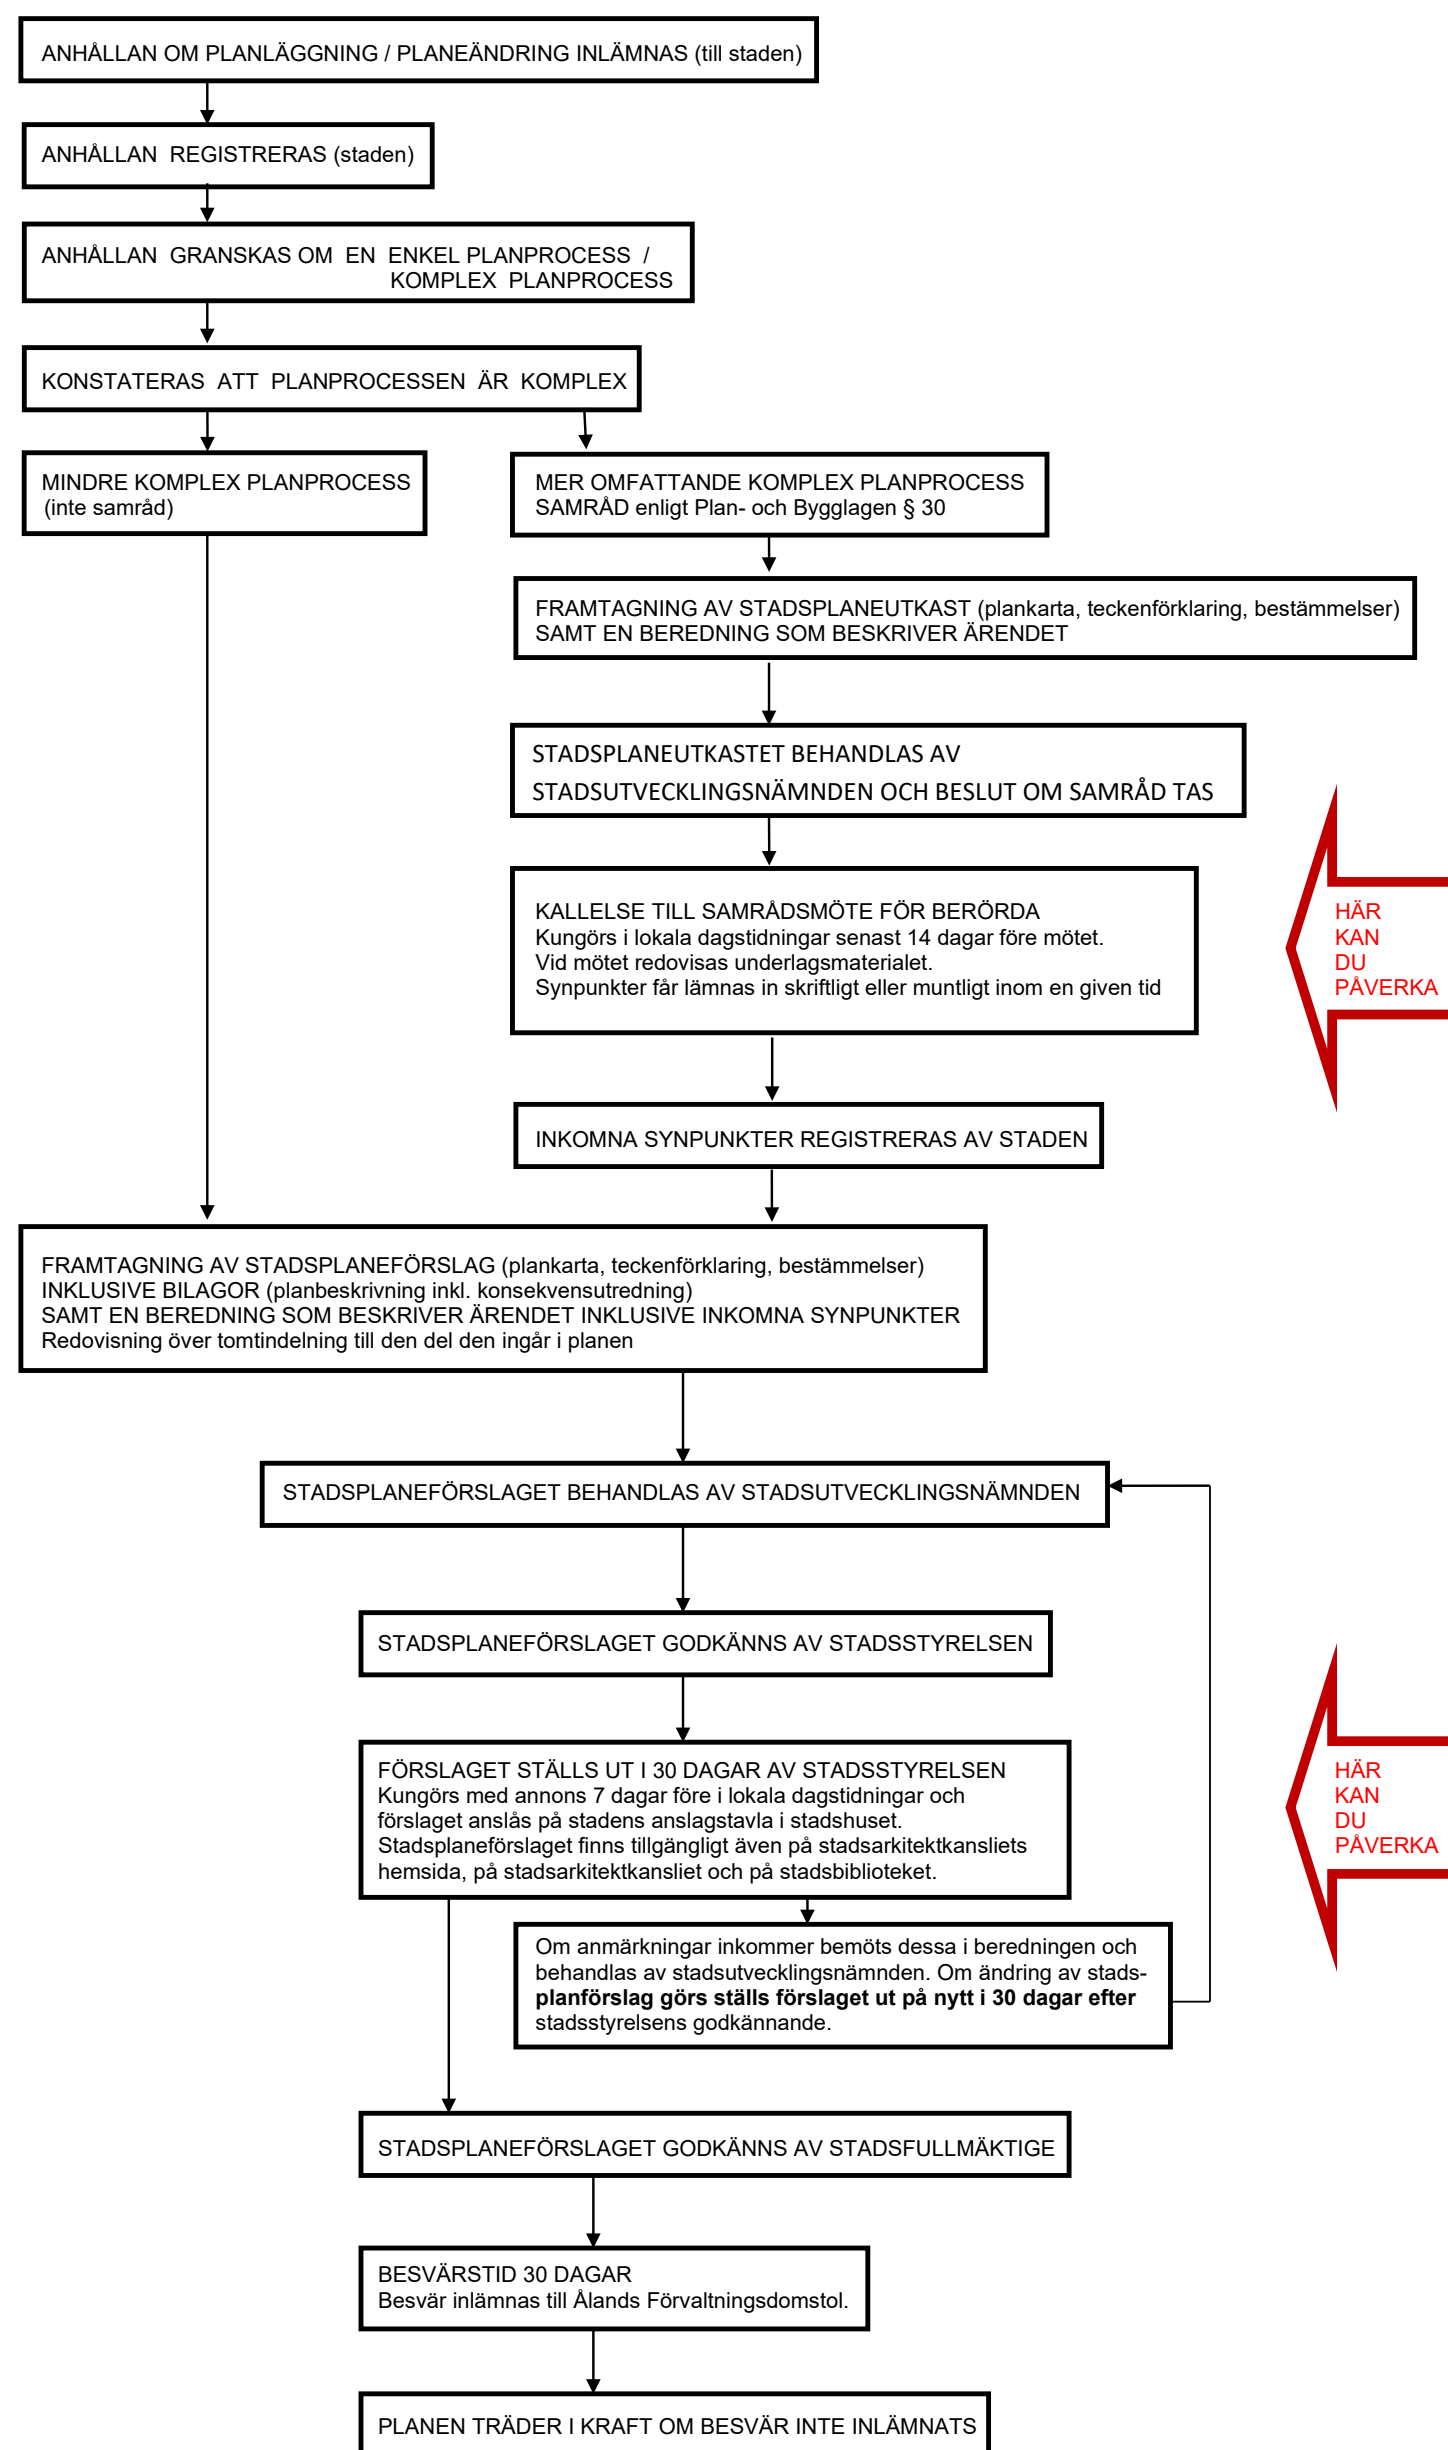 ANHÅLLAN OM PLANLÄGGNING / PLANEÄNDRING INLÄMNAS (till staden)
ANHÅLLAN REGISTRERAS (staden)
ANHÅLLAN GRANSKAS OM EN ENKEL PLANPROCESS /
KOMPLEX PLANPROCESS
KONSTATERAS ATT PLANPROCESSEN ÄR KOMPLEX
MINDRE KOMPLEX PLANPROCESS
(inte samråd)
MER OMFATTANDE KOMPLEX PLANPROCESS
SAMRÅD enligt Plan- och Bygglagen § 30
FRAMTAGNING AV STADSPLANEUTKAST (plankarta, teckenförklaring, bestämmelser)
SAMT EN BEREDNING SOM BESKRIVER ÄRENDET
STADSPLANEUTKASTET BEHANDLAS AV
STADSUTVECKLINGSNÄMNDEN OCH BESLUT OM SAMRÅD TAS
KALLELSE TILL SAMRÅDSMÖTE FÖR BERÖRDA
Kungörs i lokala dagstidningar senast 14 dagar före mötet.
Vid mötet redovisas underlagsmaterialet.
Synpunkter får lämnas in skriftligt eller muntligt inom en given tid
HÄR
KAN
DU
PÅVERKA
INKOMNA SYNPUNKTER REGISTRERAS AV STADEN
FRAMTAGNING AV STADSPLANEFÖRSLAG (plankarta, teckenförklaring, bestämmelser)
INKLUSIVE BILAGOR (planbeskrivning inkl. konsekvensutredning)
SAMT EN BEREDNING SOM BESKRIVER ÄRENDET INKLUSIVE INKOMNA SYNPUNKTER
Redovisning över tomtindelning till den del den ingår i planen
STADSPLANEFÖRSLAGET BEHANDLAS AV STADSUTVECKLINGSNÄMNDEN
STADSPLANEFÖRSLAGET GODKÄNNS AV STADSSTYRELSEN
FÖRSLAGET STÄLLS UT I 30 DAGAR AV STADSSTYRELSEN
Kungörs med annons 7 dagar före i lokala dagstidningar och
förslaget anslås på stadens anslagstavla i stadshuset.
Stadsplaneförslaget finns tillgängligt även på stadsarkitektkansliets
hemsida, på stadsarkitektkansliet och på stadsbiblioteket.
HÄR
KAN
DU
PÅVERKA
Om anmärkningar inkommer bemöts dessa i beredningen och
behandlas av stadsutvecklingsnämnden. Om ändring av stads-
planförslag görs ställs förslaget ut på nytt i 30 dagar efter
stadsstyrelsens godkännande.
STADSPLANEFÖRSLAGET GODKÄNNS AV STADSFULLMÄKTIGE
BESVÄRSTID 30 DAGAR
Besvär inlämnas till Ålands Förvaltningsdomstol.
PLANEN TRÄDER I KRAFT OM BESVÄR INTE INLÄMNATS